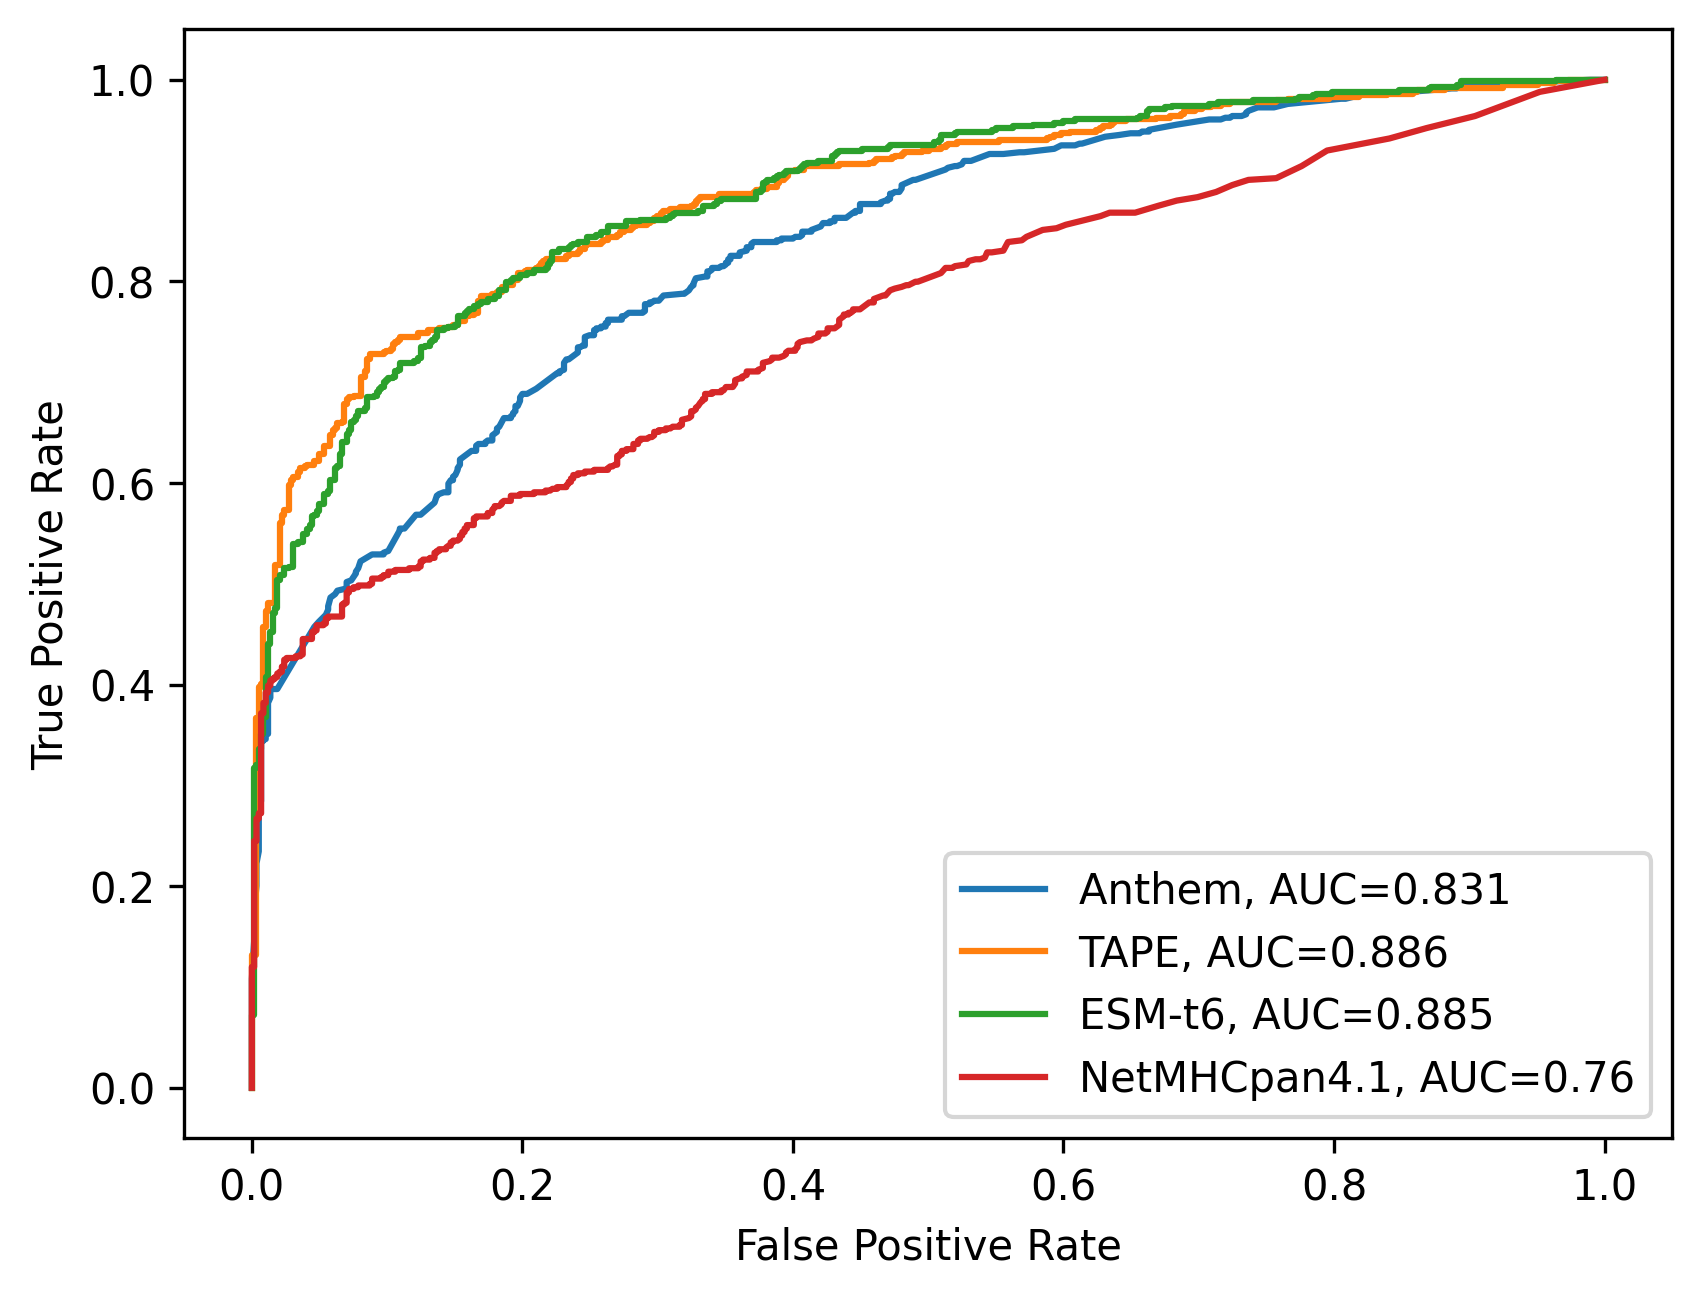 1.0
0.8
0.6
0.4
0.2
0.0
True Positive Rate
Anthem, AUC=0.831
TAPE, AUC=0.886
ESM-t6, AUC=0.885
NetMHCpan4.1, AUC=0.76
0.0 0.2 0.4 0.6 0.8 1.0
False Positive Rate